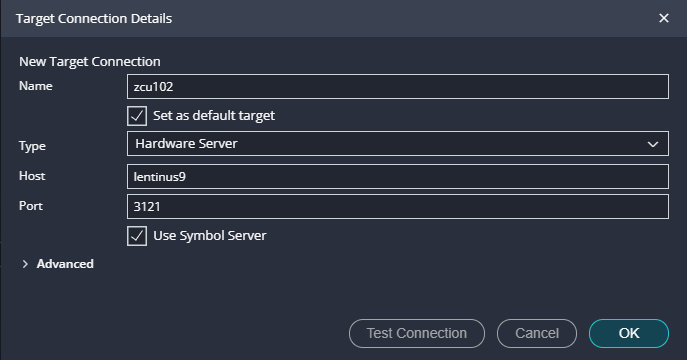 Target Connection Details
New Target Connection
Name zcu102
Set as default target
Type Hardware Server
Host lentinus9
Port 3121
Use Symbol Server
Advanced
Test Connection Cancel OK